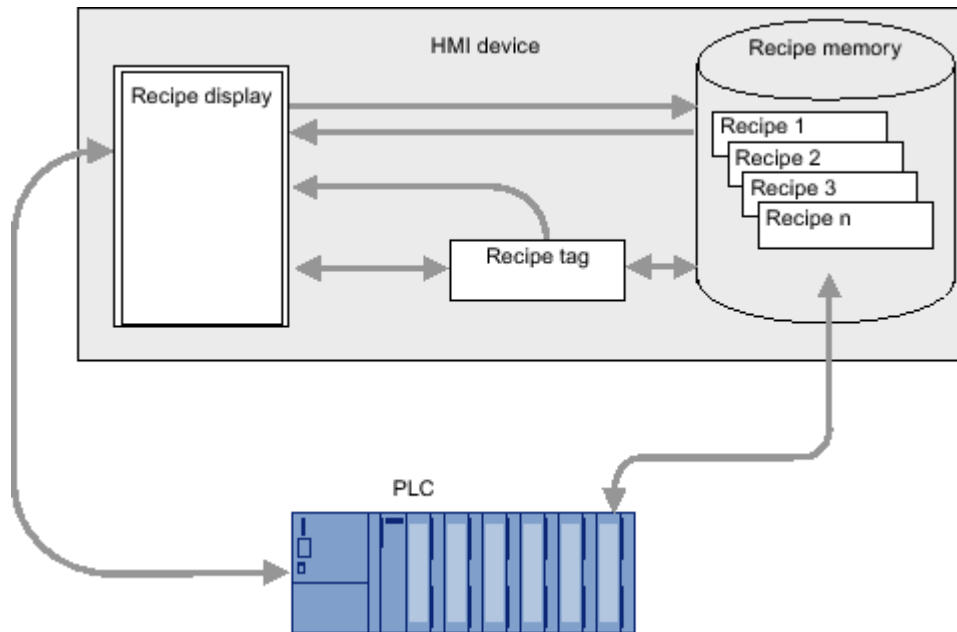 HMI device
Recipe memory
Recipe display
Recipe 1
Recipe 2
Recipe 3
Recipe n
Recipe tag
PLC